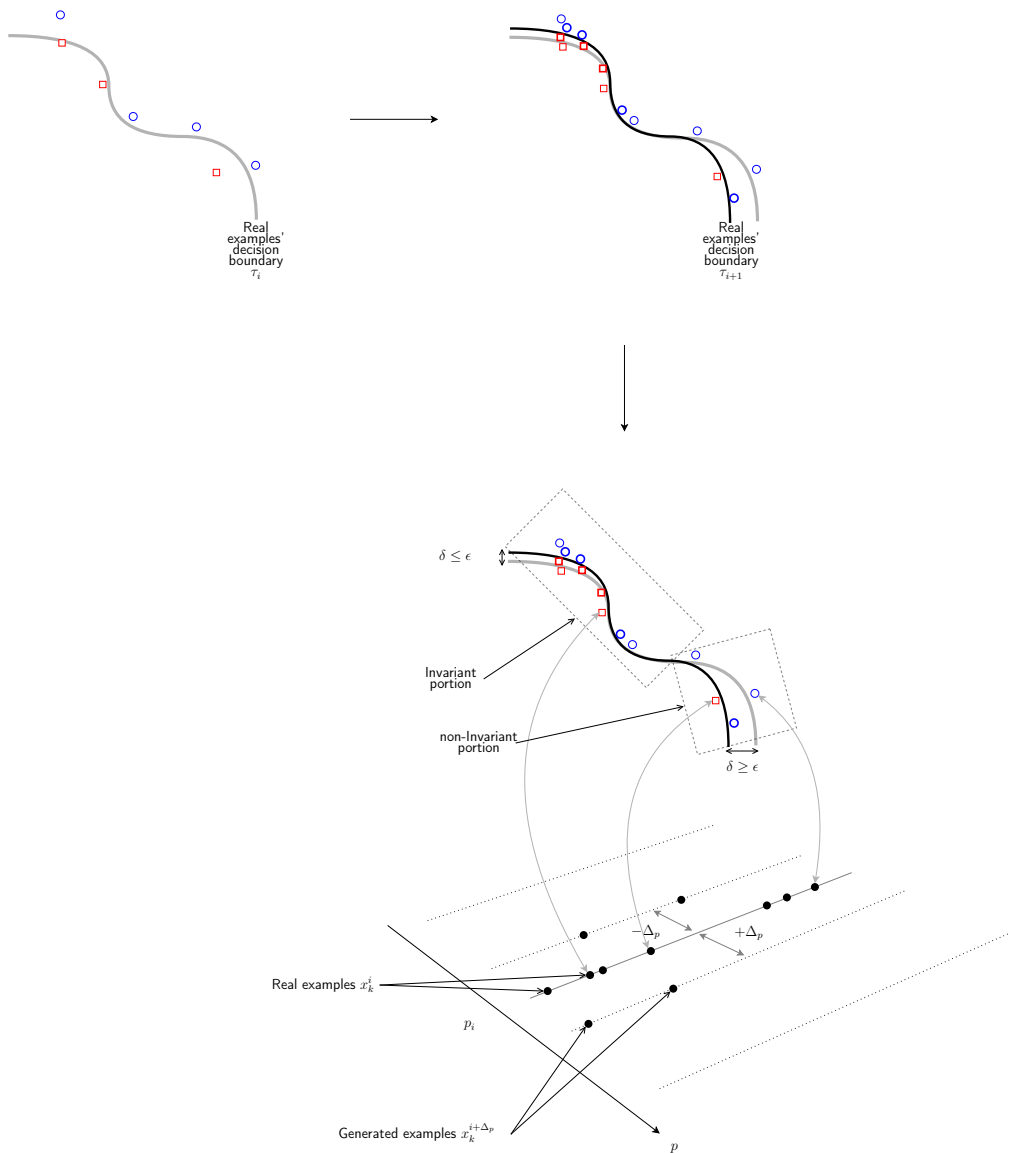 Real
examples'
decision
boundary
τ_i
Real
examples'
decision
boundary
τ_{i+1}
δ ≤ ϵ
Invariant
portion
non-Invariant
portion
δ ≥ ϵ
−Δ_p
+Δ_p
Real examples x_k^i
p_i
Generated examples x_k^{i+Δ_p}
p